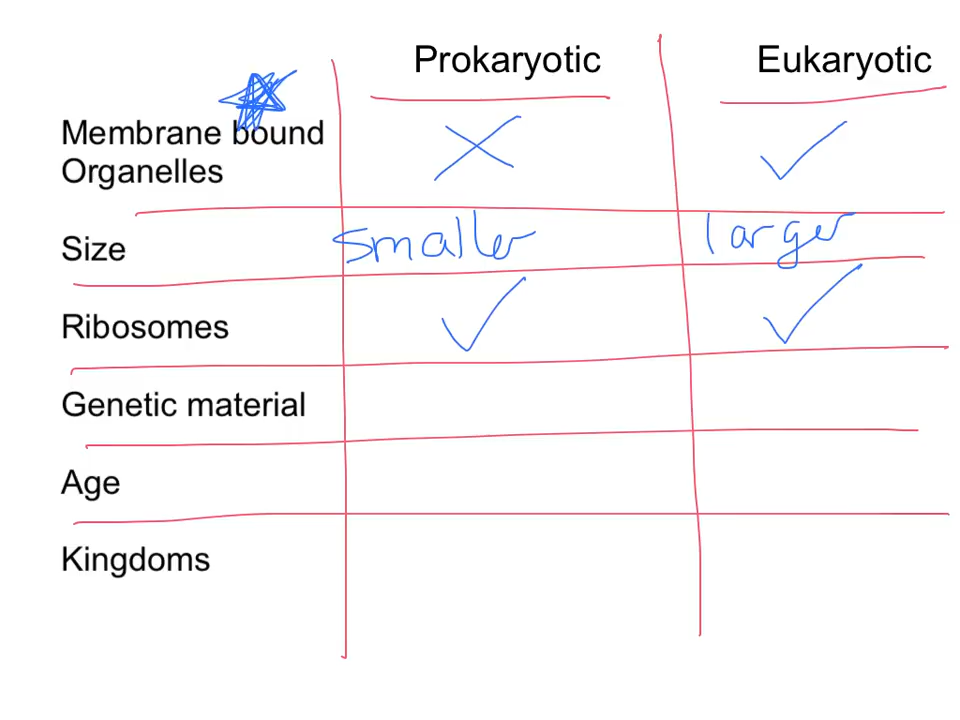 Prokaryotic Eukaryotic
Membrane bound
Organelles
Size smaller larger
Ribosomes
Genetic material
Age
Kingdoms